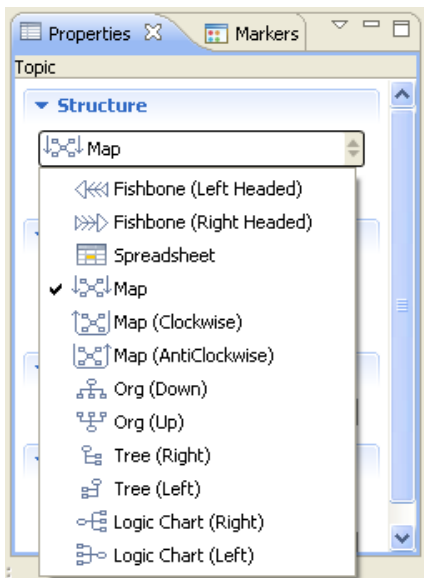 Properties Markers
Topic
Structure
Map
Fishbone (Left Headed)
Fishbone (Right Headed)
Spreadsheet
Map
Map (Clockwise)
Map (AntiClockwise)
Org (Down)
Org (Up)
Tree (Right)
Tree (Left)
Logic Chart (Right)
Logic Chart (Left)